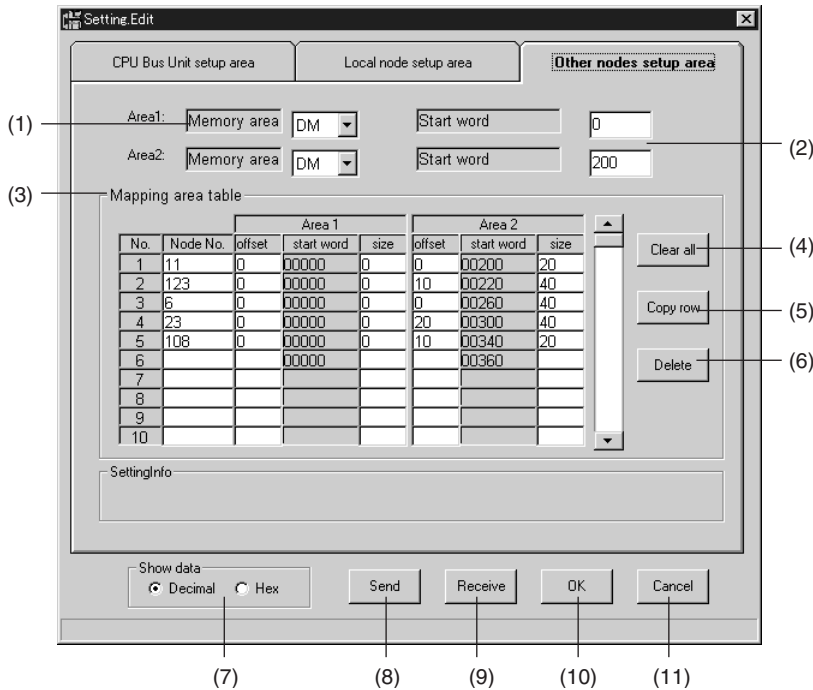 Setting.Edit
CPU Bus Unit setup area Local node setup area Other nodes setup area
(1) Area1: Memory area DM Start word 0
(2)
Area2: Memory area DM Start word 200
(3) Mapping area table
Area 1 Area 2
No. Node No. offset start word size offset start word size
1 11 0 00000 0 0 00200 20
2 123 0 00000 0 10 00220 40
3 6 0 00000 0 0 00260 40
4 23 0 00000 0 20 00300 40
5 108 0 00000 0 10 00340 20
6 00000 00360
7
8
9
10
Clear all (4)
Copy row (5)
Delete (6)
SettingInfo
Show data
Decimal Hex Send Receive OK Cancel
(7) (8) (9) (10) (11)